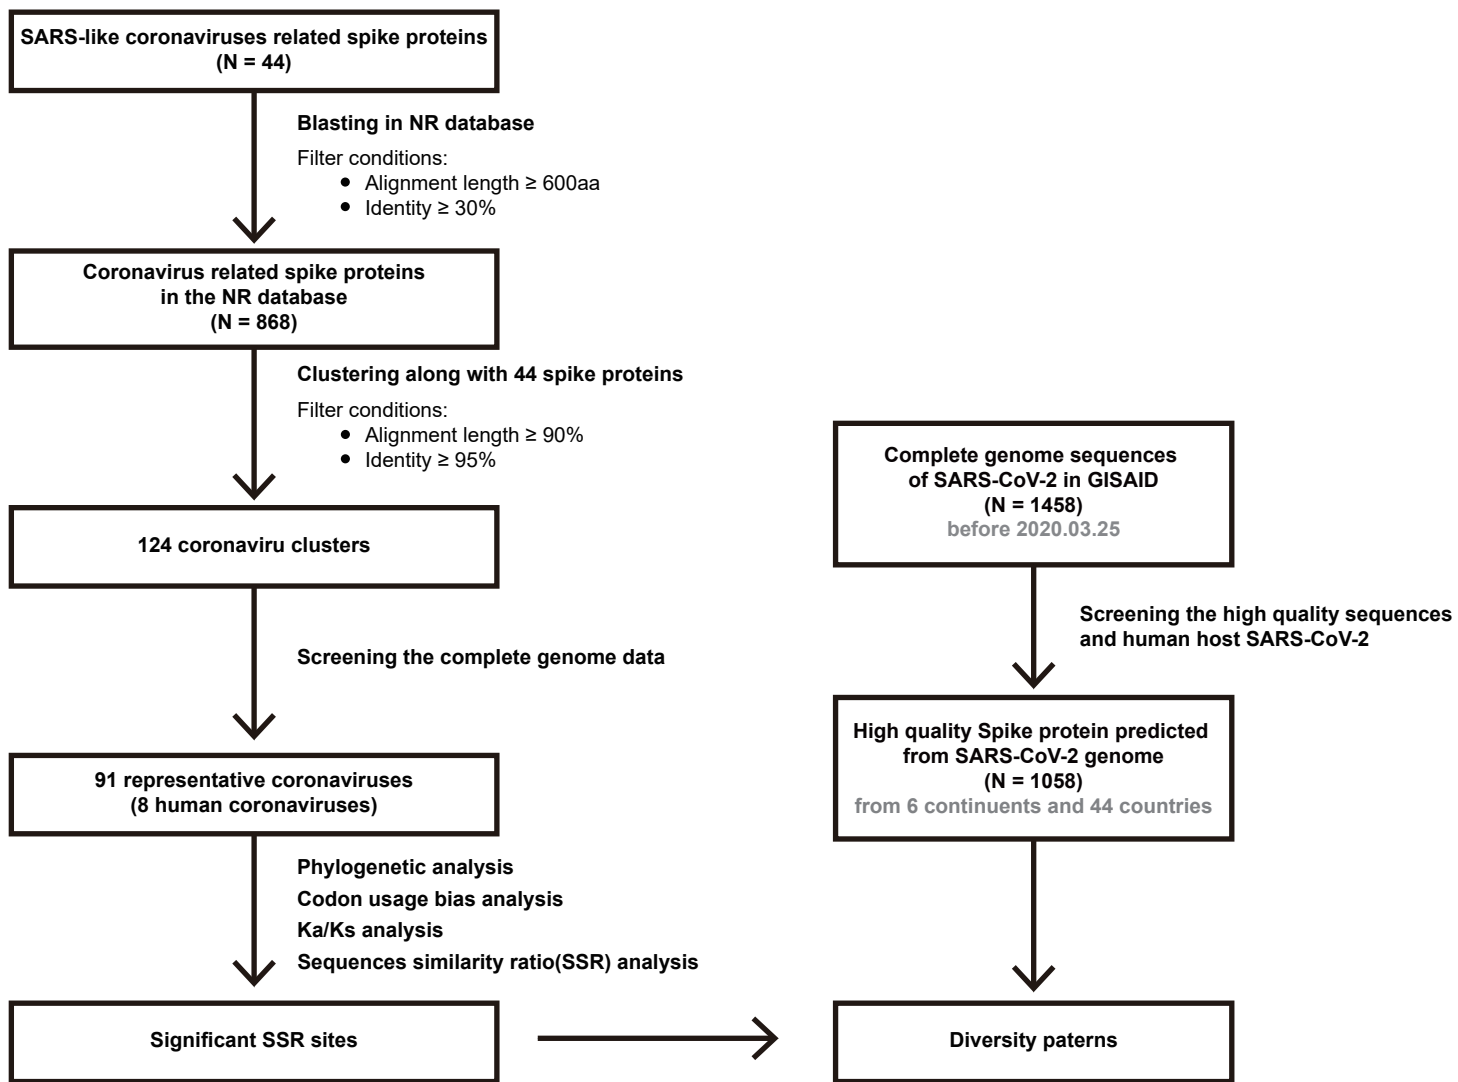 SARS-like coronaviruses related spike proteins
(N = 44)
Blasting in NR database
Filter conditions:
● Alignment length ≥ 600aa
● Identity ≥ 30%
Coronavirus related spike proteins
in the NR database
(N = 868)
Clustering along with 44 spike proteins
Filter conditions:
● Alignment length ≥ 90%
● Identity ≥ 95%
124 coronaviru clusters
Screening the complete genome data
91 representative coronaviruses
(8 human coronaviruses)
Phylogenetic analysis
Codon usage bias analysis
Ka/Ks analysis
Sequences similarity ratio(SSR) analysis
Significant SSR sites
Complete genome sequences
of SARS-CoV-2 in GISAID
(N = 1458)
before 2020.03.25
Screening the high quality sequences
and human host SARS-CoV-2
High quality Spike protein predicted
from SARS-CoV-2 genome
(N = 1058)
from 6 continuents and 44 countries
Diversity paterns